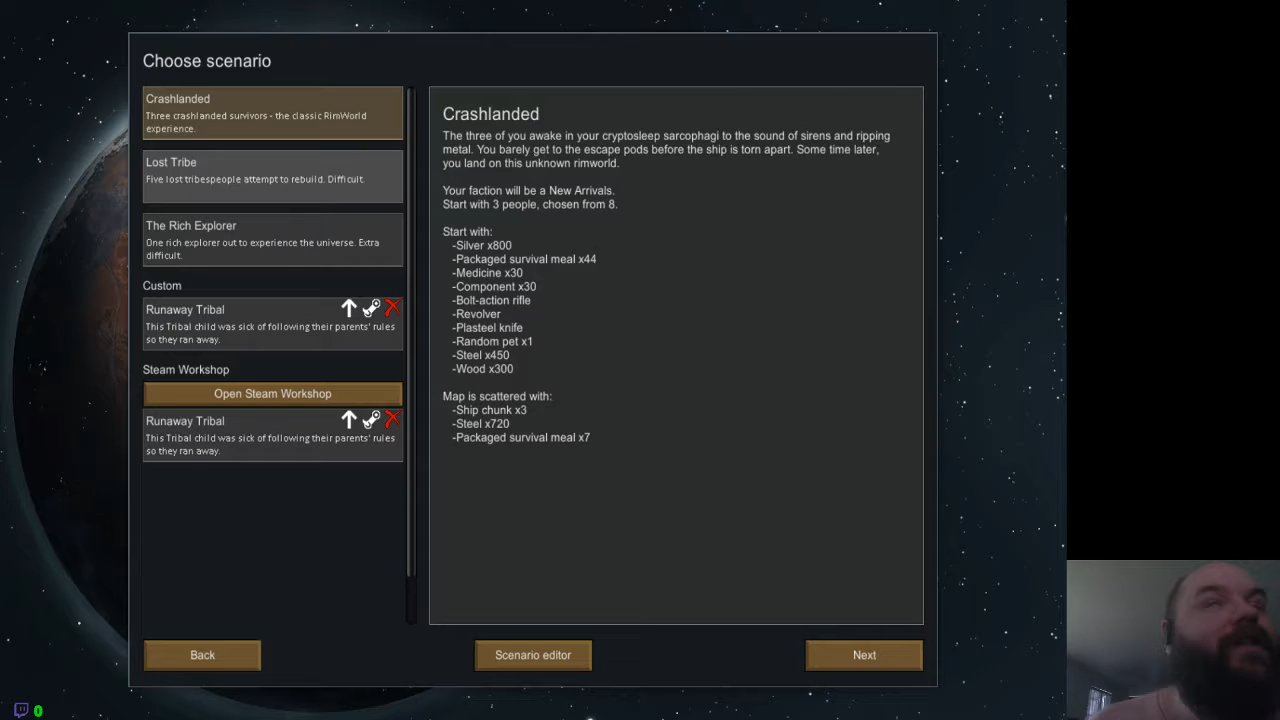 Choose scenario
Crashlanded
Three crashlanded survivors - the classic RimWorld
experience.
Lost Tribe
Five lost tribespeople attempt to rebuild. Difficult.
The Rich Explorer
One rich explorer out to experience the universe. Extra
difficult.
Custom
Runaway Tribal
This Tribal child was sick of following their parents' rules
so they ran away.
Steam Workshop
Open Steam Workshop
Runaway Tribal
This Tribal child was sick of following their parents' rules
so they ran away.
Crashlanded
The three of you awake in your cryptosleep sarcophagi to the sound of sirens and ripping
metal. You barely get to the escape pods before the ship is torn apart. Some time later,
you land on this unknown rimworld.
Your faction will be a New Arrivals.
Start with 3 people, chosen from 8.
Start with:
-Silver x800
-Packaged survival meal x44
-Medicine x30
-Component x30
-Bolt-action rifle
-Revolver
-Plasteel knife
-Random pet x1
-Steel x450
-Wood x300
Map is scattered with:
-Ship chunk x3
-Steel x720
-Packaged survival meal x7
Back
Scenario editor
Next
0